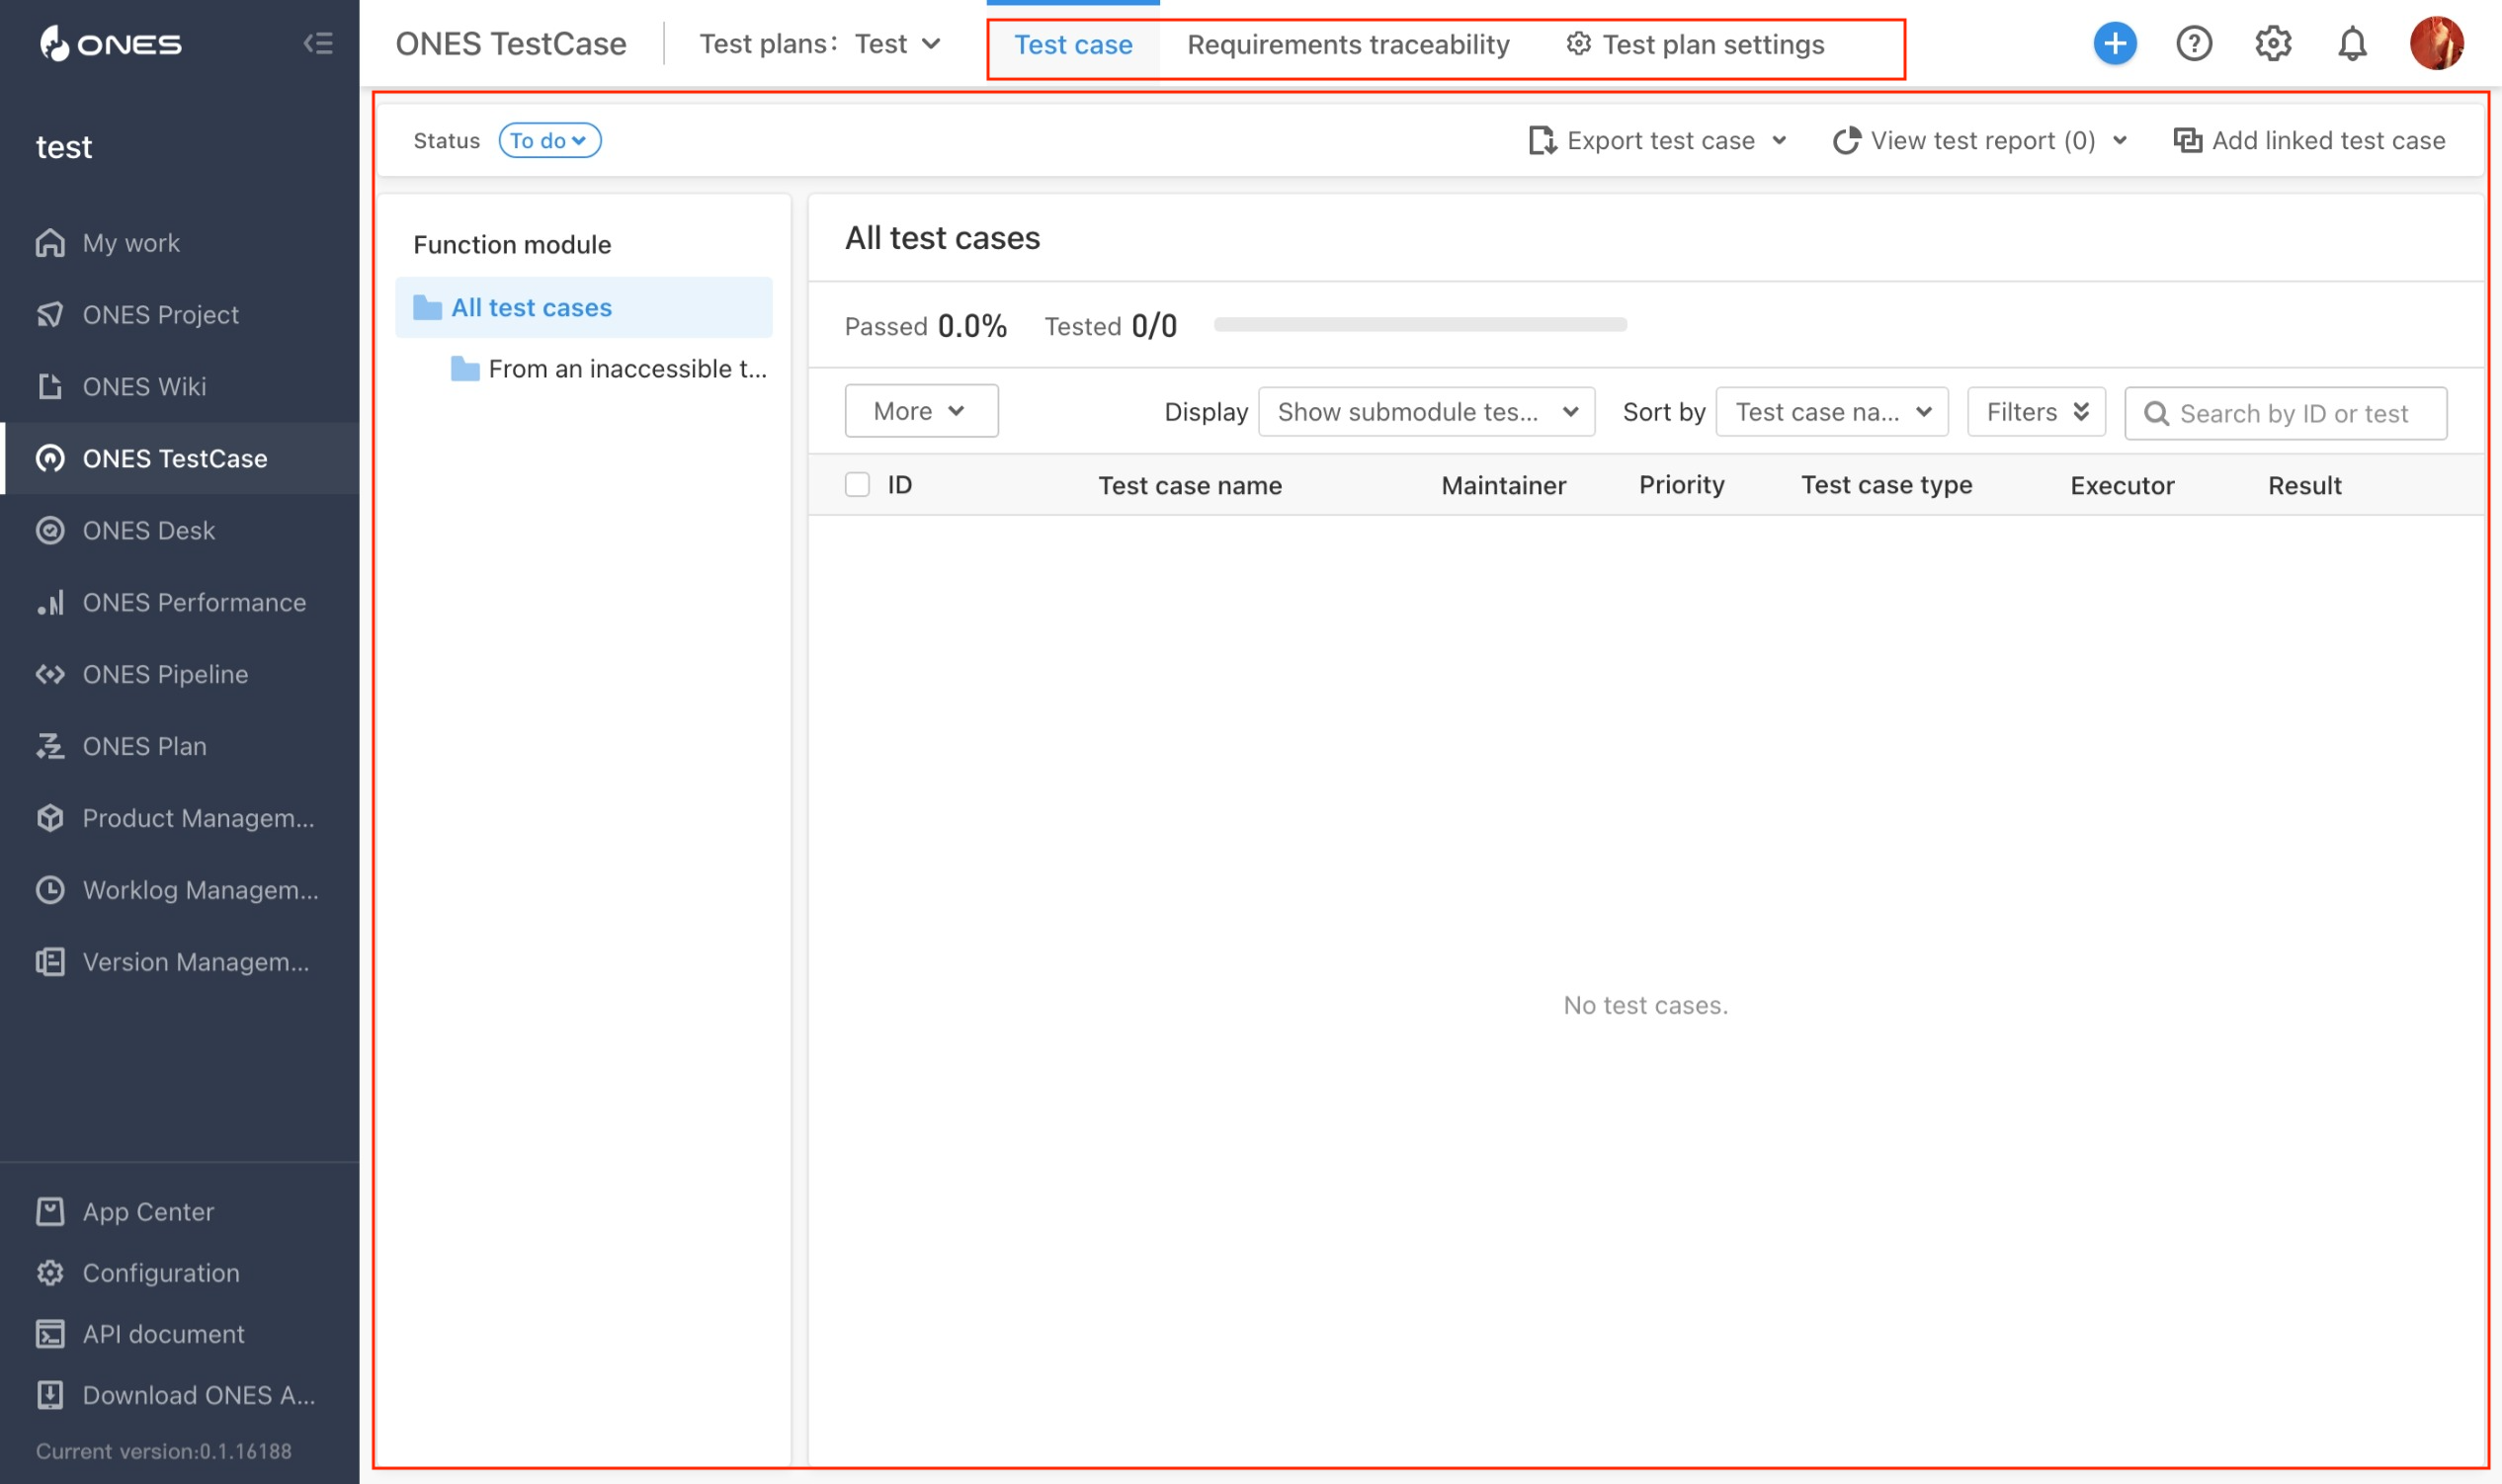 ONES
test
My work
ONES Project
ONES Wiki
ONES TestCase
ONES Desk
ONES Performance
ONES Pipeline
ONES Plan
Product Managem...
Worklog Managem...
Version Managem...
App Center
Configuration
API document
Download ONES A...
Current version:0.1.16188
ONES TestCase
Test plans: Test
Test case
Requirements traceability
Test plan settings
Status To do
Export test case
View test report (0)
Add linked test case
Function module
All test cases
From an inaccessible t...
All test cases
Passed 0.0% Tested 0/0
More
Display Show submodule tes...
Sort by Test case na...
Filters
Search by ID or test
ID Test case name Maintainer Priority Test case type Executor Result
No test cases.